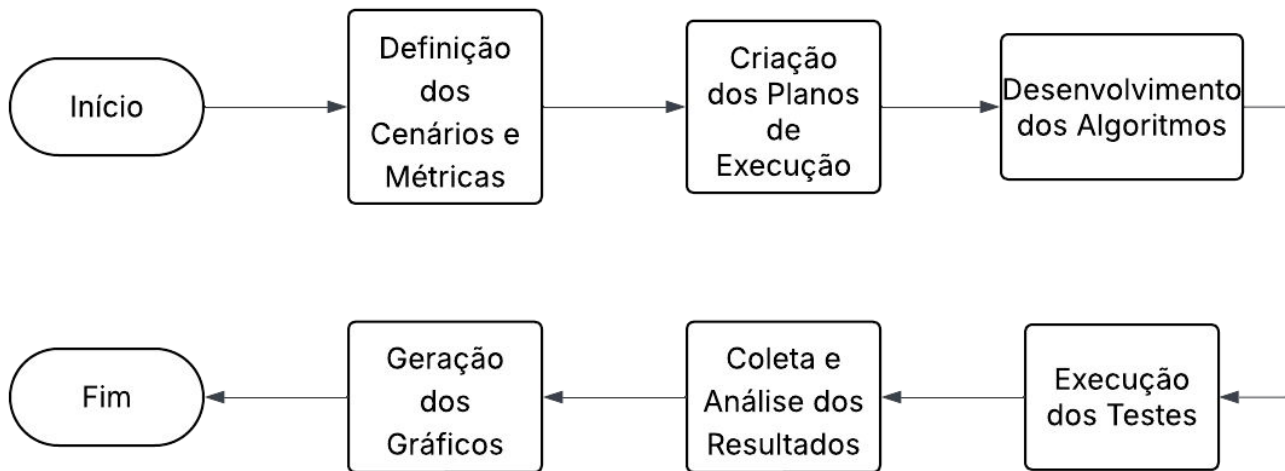 Início
Definição
dos
Cenários e
Métricas
Criação
dos Planos
de
Execução
Desenvolvimento
dos Algoritmos
Execução
dos Testes
Coleta e
Análise dos
Resultados
Geração
dos
Gráficos
Fim